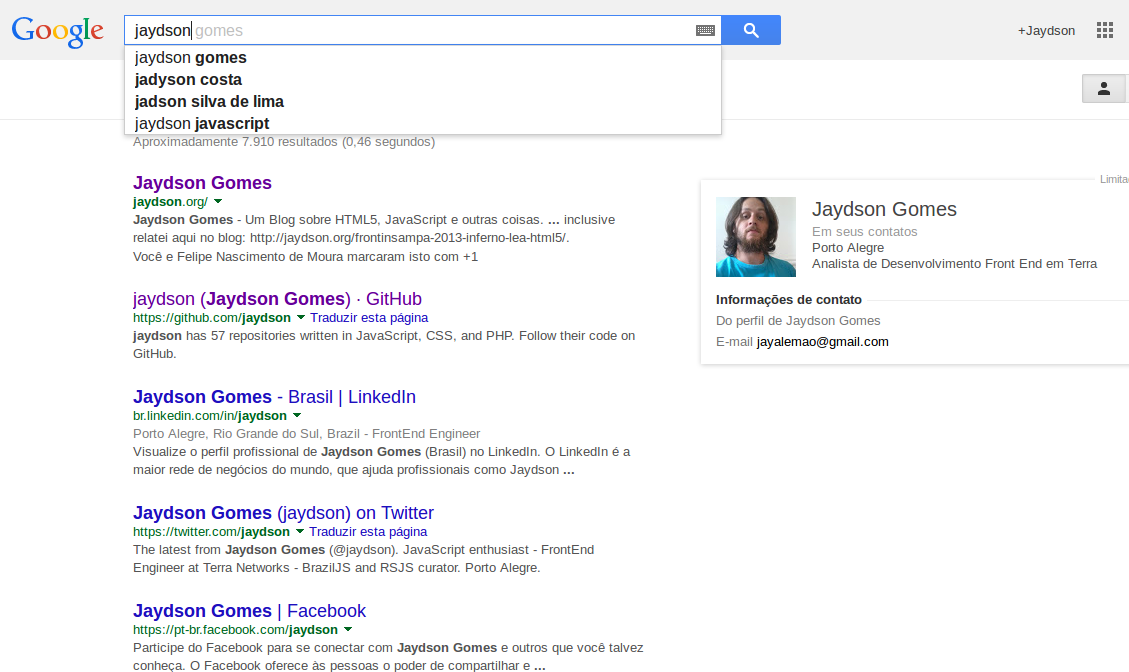 Google
jaydson gomes
+Jaydson
jaydson gomes
jadyson costa
jadson silva de lima
jaydson javascript
Aproximadamente 7.910 resultados (0,46 segundos)
Jaydson Gomes
jaydson.org/
Jaydson Gomes - Um Blog sobre HTML5, JavaScript e outras coisas. ... inclusive
relatei aqui no blog: http://jaydson.org/frontinsampa-2013-inferno-lea-html5/.
Você e Felipe Nascimento de Moura marcaram isto com +1
jaydson (Jaydson Gomes) · GitHub
https://github.com/jaydson Traduzir esta página
jaydson has 57 repositories written in JavaScript, CSS, and PHP. Follow their code on
GitHub.
Jaydson Gomes - Brasil | LinkedIn
br.linkedin.com/in/jaydson
Porto Alegre, Rio Grande do Sul, Brazil - FrontEnd Engineer
Visualize o perfil profissional de Jaydson Gomes (Brasil) no LinkedIn. O LinkedIn é a
maior rede de negócios do mundo, que ajuda profissionais como Jaydson ...
Jaydson Gomes (jaydson) on Twitter
https://twitter.com/jaydson Traduzir esta página
The latest from Jaydson Gomes (@jaydson). JavaScript enthusiast - FrontEnd
Engineer at Terra Networks - BrazilJS and RSJS curator. Porto Alegre.
Jaydson Gomes | Facebook
https://pt-br.facebook.com/jaydson
Participe do Facebook para se conectar com Jaydson Gomes e outros que você talvez
conheça. O Facebook oferece às pessoas o poder de compartilhar e ...
Limita
Jaydson Gomes
Em seus contatos
Porto Alegre
Analista de Desenvolvimento Front End em Terra
Informações de contato
Do perfil de Jaydson Gomes
E-mail jayalemao@gmail.com